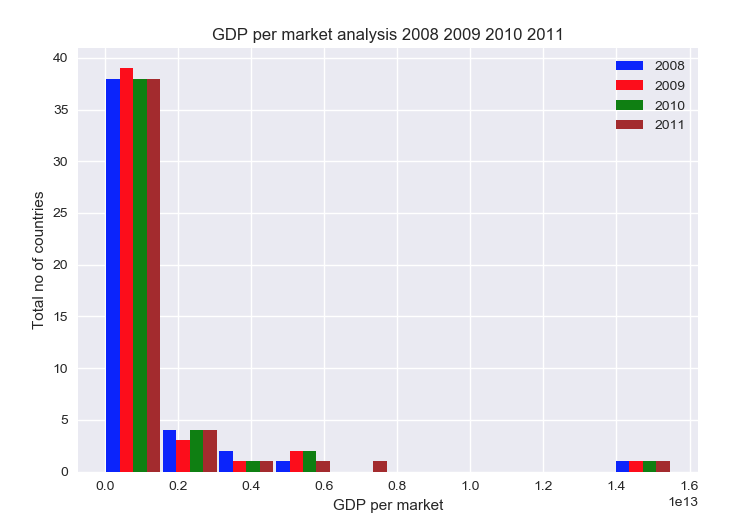 GDP per market analysis 2008 2009 2010 2011
40
35
30
25
20
15
10
5
0
Total no of countries
2008
2009
2010
2011
0.0 0.2 0.4 0.6 0.8 1.0 1.2 1.4 1.6
1e13
GDP per market